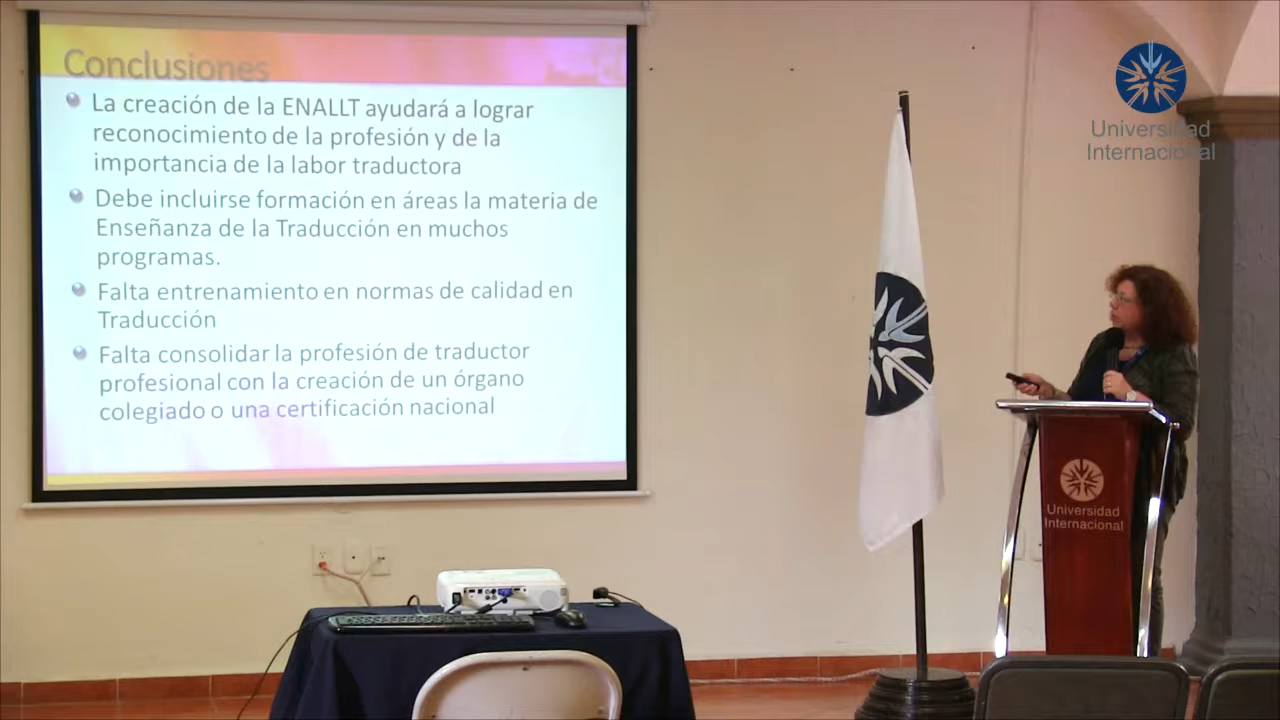 Conclusiones
La creación de la ENALLT ayudará a lograr
reconocimiento de la profesión y de la
importancia de la labor traductora
Debe incluirse formación en áreas la materia de
Enseñanza de la Traducción en muchos
programas.
Falta entrenamiento en normas de calidad en
Traducción
Falta consolidar la profesión de traductor
profesional con la creación de un órgano
colegiado o una certificación nacional
Universidad
Internacional
Universidad
Internacional